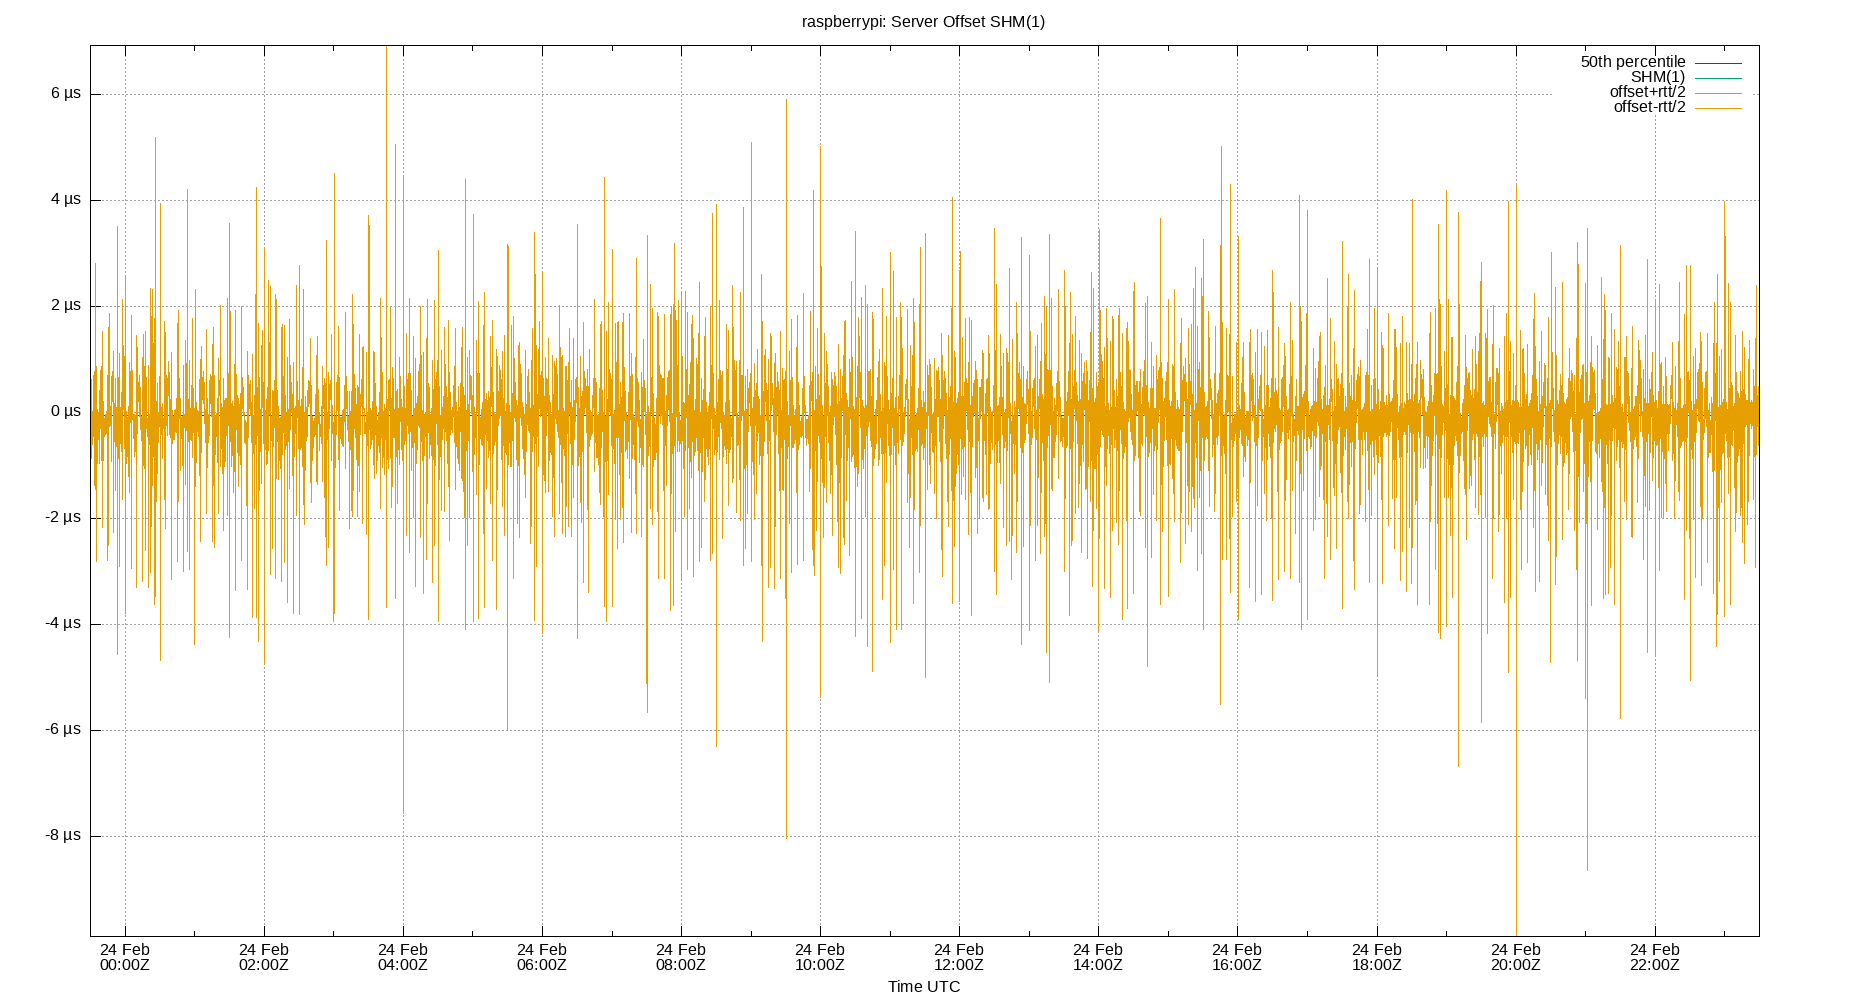 raspberrypi: Server Offset SHM(1)
50th percentile
SHM(1)
offset+rtt/2
offset-rtt/2
6 µs
4 µs
2 µs
0 µs
-2 µs
-4 µs
-6 µs
-8 µs
24 Feb 24 Feb 24 Feb 24 Feb 24 Feb 24 Feb 24 Feb 24 Feb 24 Feb 24 Feb 24 Feb 24 Feb
00:00Z 02:00Z 04:00Z 06:00Z 08:00Z 10:00Z 12:00Z 14:00Z 16:00Z 18:00Z 20:00Z 22:00Z
Time UTC